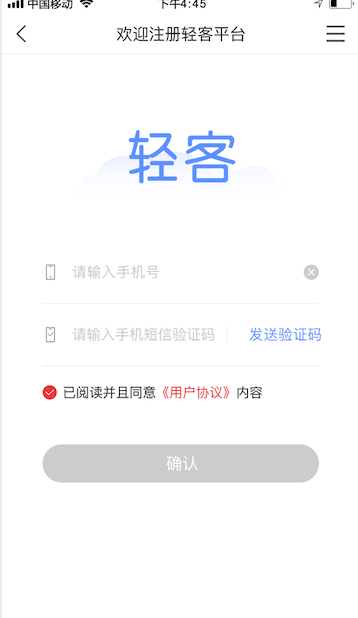 中国移动 下午4:45
欢迎注册轻客平台
轻客
请输入手机号
请输入手机短信验证码 发送验证码
已阅读并且同意《用户协议》内容
确认